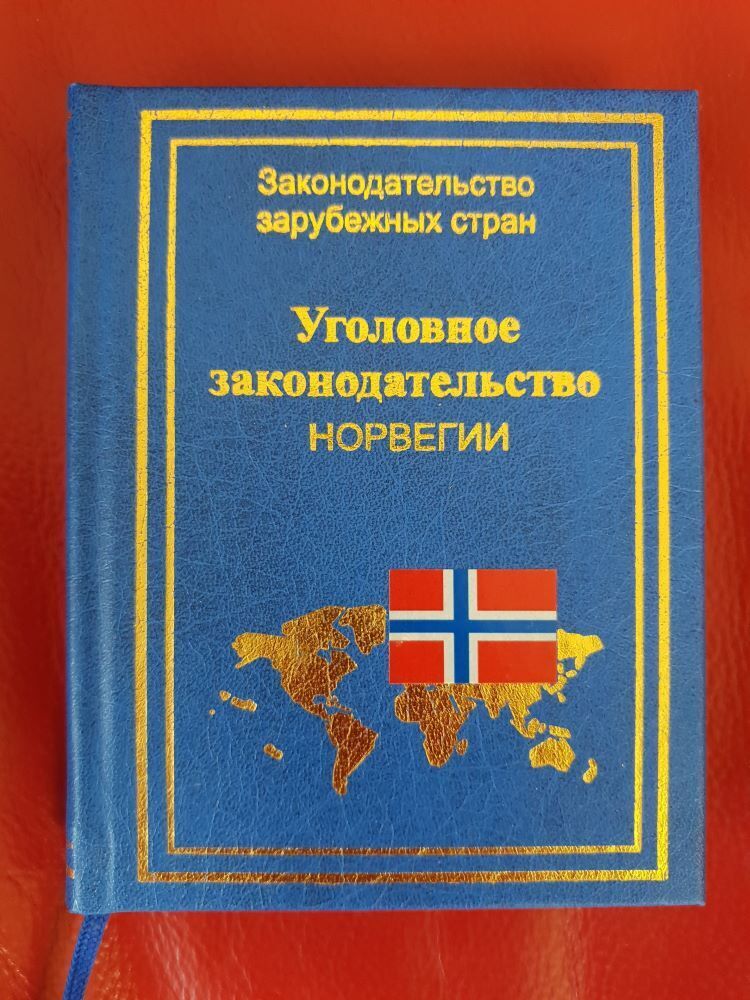 Законодательство
зарубежных стран
Уголовное
законодательство
НОРВЕГИИ